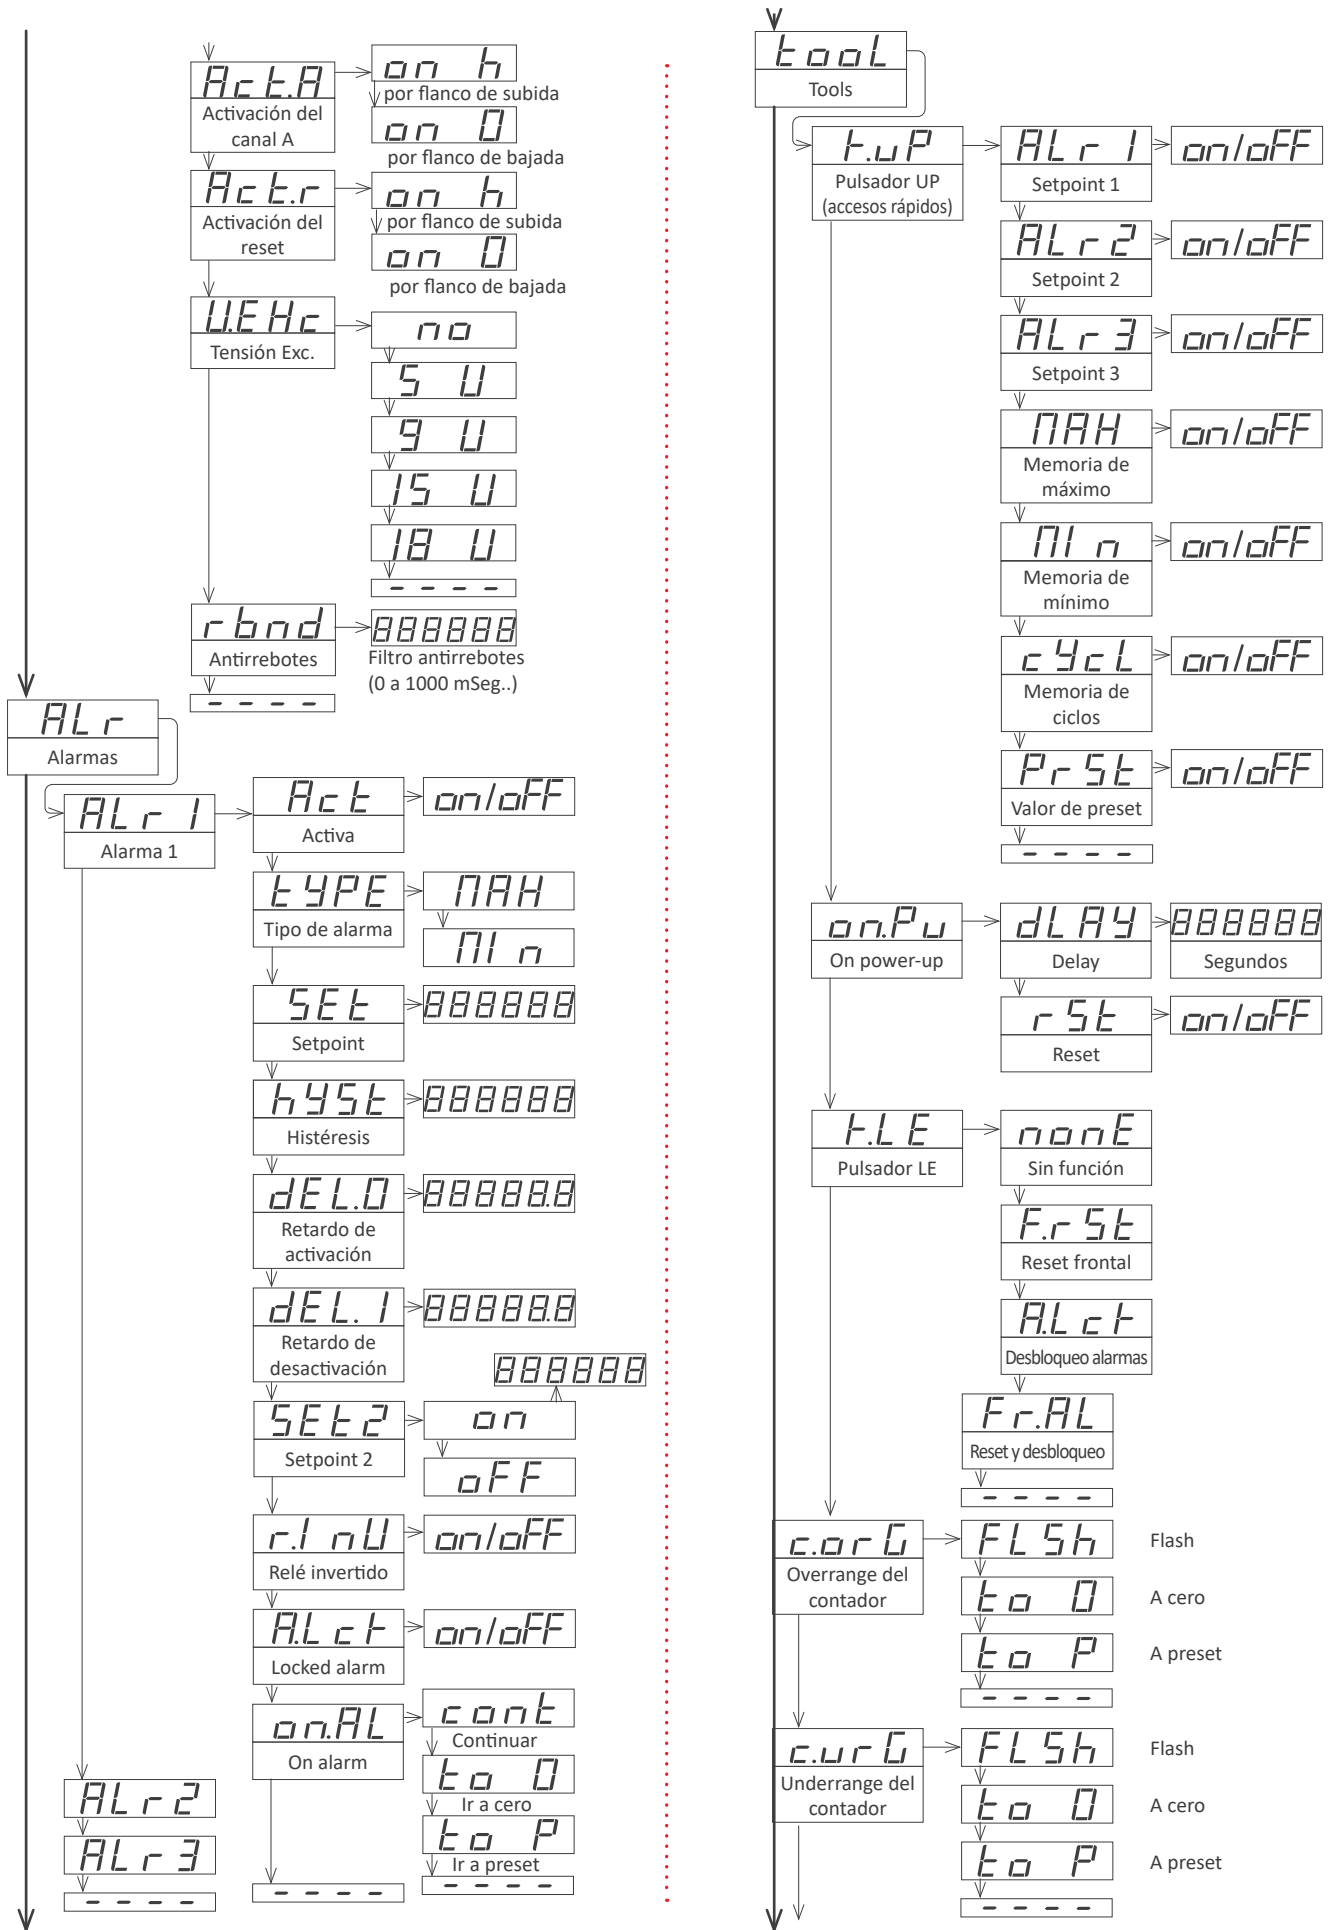 Act.A
Activación del
canal A
on h
por flanco de subida
on 0
por flanco de bajada
Act.r
Activación del
reset
on h
por flanco de subida
on 0
por flanco de bajada
U.EHc
Tensión Exc.
no
5 U
9 U
15 U
18 U
----
rbnd
Antirrebotes
888888
Filtro antirrebotes
(0 a 1000 mSeg..)
----
ALr
Alarmas
ALr 1
Alarma 1
Act
Activa
on/oFF
tYPE
Tipo de alarma
MAH
MIn
SEt
Setpoint
888888
hYSt
Histéresis
888888
dEL.0
Retardo de
activación
88888.8
dEL.1
Retardo de
desactivación
88888.8
SEt2
Setpoint 2
on
888888
oFF
r.InU
Relé invertido
on/oFF
A.Lck
Locked alarm
on/oFF
on.AL
On alarm
cont
Continuar
to 0
Ir a cero
to P
Ir a preset
----
----
ALr2
ALr3
----
tooL
Tools
k.uP
Pulsador UP
(accesos rápidos)
ALr 1
Setpoint 1
on/oFF
ALr2
Setpoint 2
on/oFF
ALr3
Setpoint 3
on/oFF
MAH
Memoria de
máximo
on/oFF
MIn
Memoria de
mínimo
on/oFF
cYcL
Memoria de
ciclos
on/oFF
PrSt
Valor de preset
on/oFF
----
on.Pu
On power-up
dLAY
Delay
888888
Segundos
rSt
Reset
on/oFF
k.LE
Pulsador LE
nonE
Sin función
F.rSt
Reset frontal
A.Lck
Desbloqueo alarmas
Fr.AL
Reset y desbloqueo
----
c.orG
Overrange del
contador
FLSh
Flash
to 0
A cero
to P
A preset
----
c.urG
Underrange del
contador
FLSh
Flash
to 0
A cero
to P
A preset
----